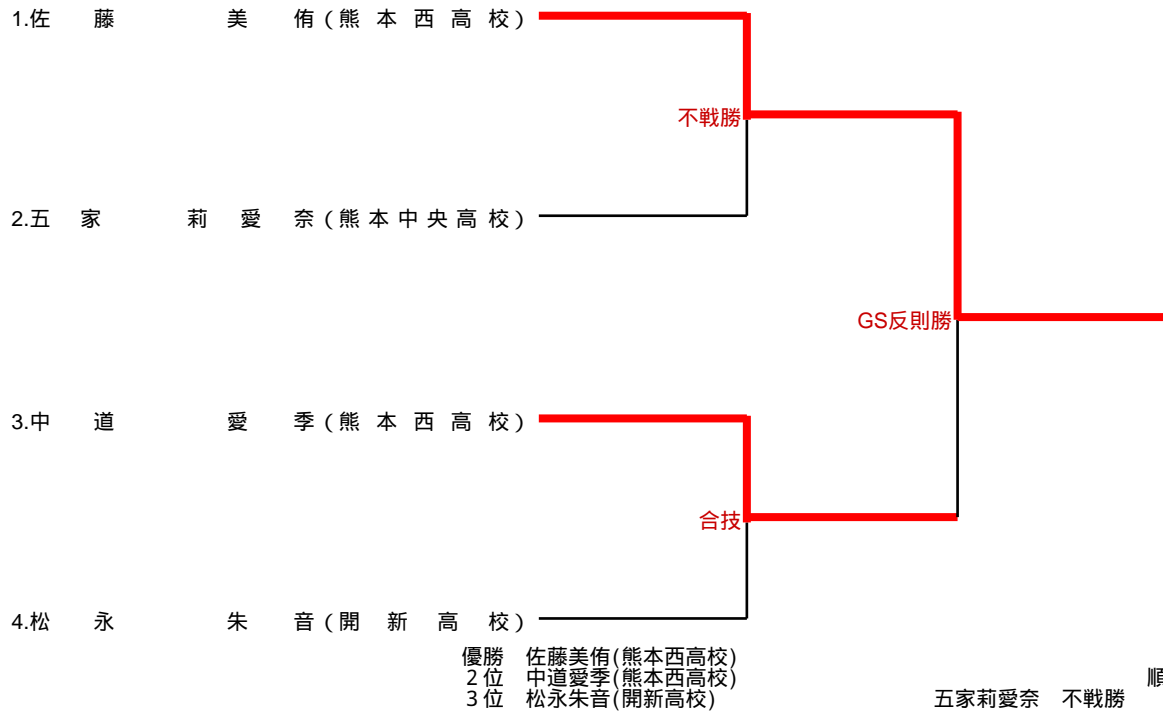 1.佐藤美侑(熊本西高校)
不戦勝
2.五家莉愛奈(熊本中央高校)
GS反則勝
3.中道愛季(熊本西高校)
合技
4.松永朱音(開新高校)
優勝 佐藤美侑(熊本西高校)
2位 中道愛季(熊本西高校)
順
3位 松永朱音(開新高校)
五家莉愛奈 不戦勝